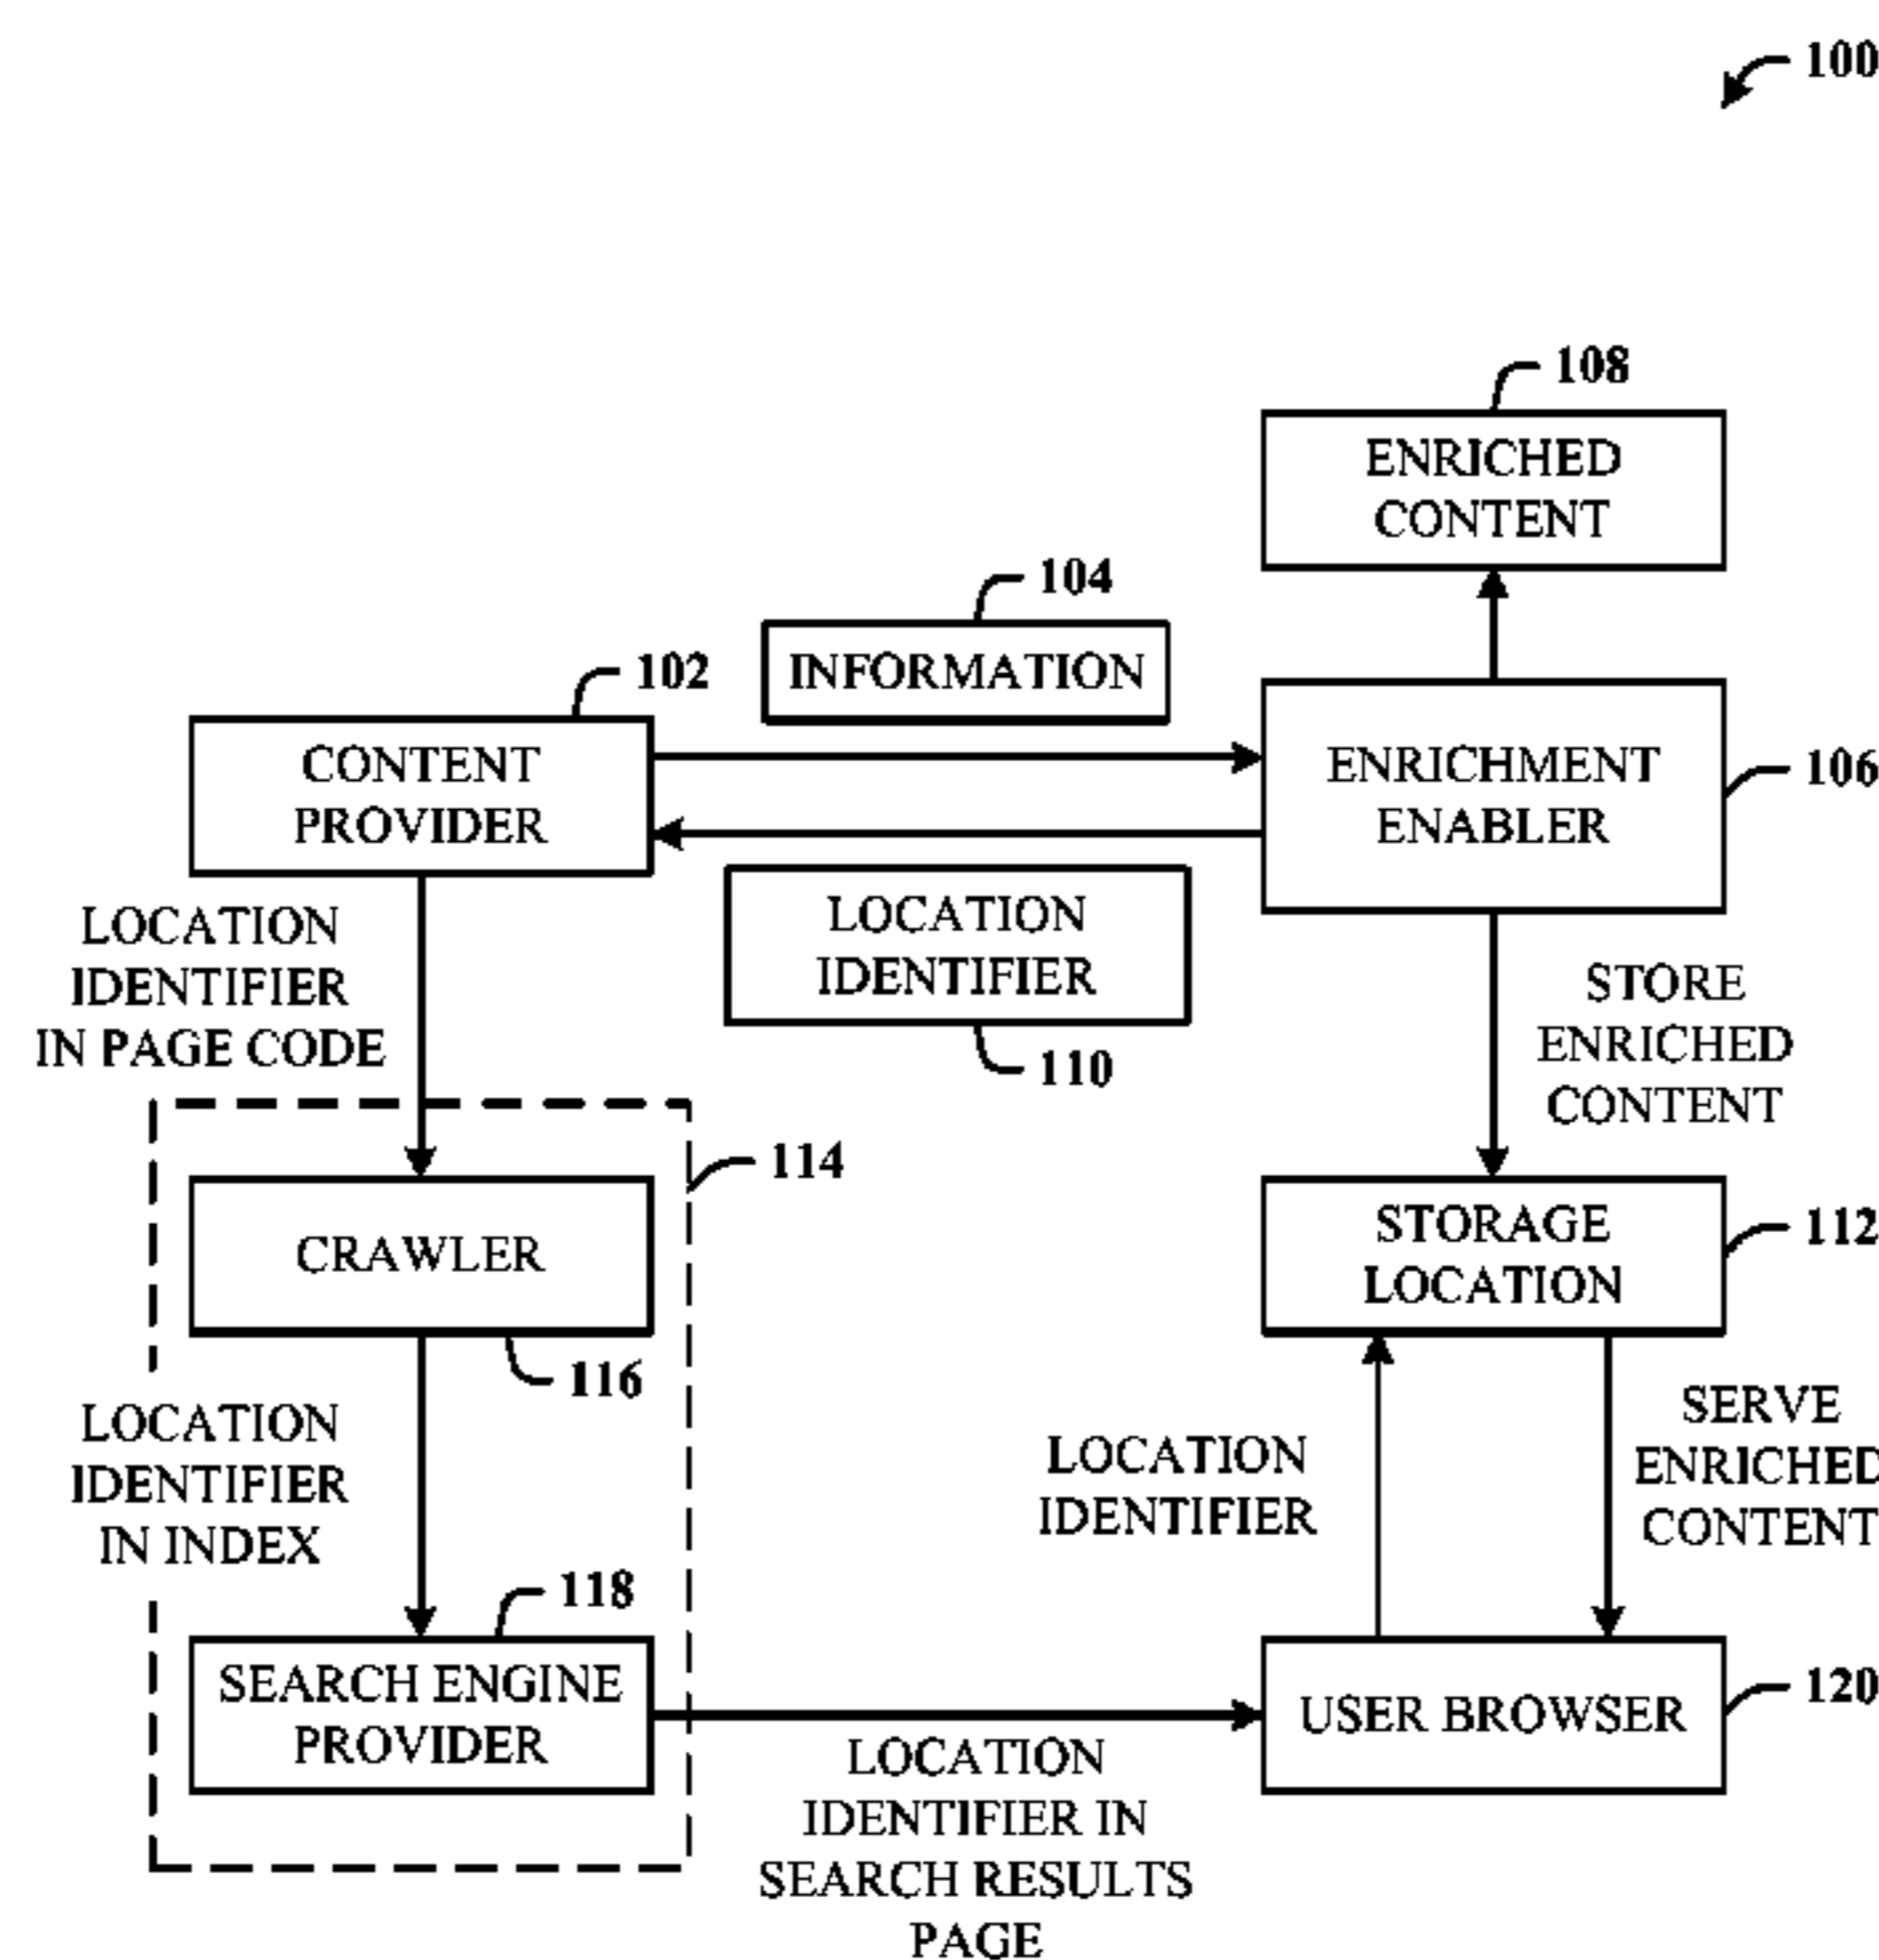 100
108
ENRICHED
CONTENT
104
INFORMATION
102
CONTENT
PROVIDER
ENRICHMENT
ENABLER
106
LOCATION
IDENTIFIER
IN PAGE CODE
LOCATION
IDENTIFIER
110
STORE
ENRICHED
CONTENT
114
CRAWLER
116
STORAGE
LOCATION
112
LOCATION
IDENTIFIER
IN INDEX
LOCATION
IDENTIFIER
SERVE
ENRICHED
CONTENT
118
SEARCH ENGINE
PROVIDER
USER BROWSER
120
LOCATION
IDENTIFIER IN
SEARCH RESULTS
PAGE